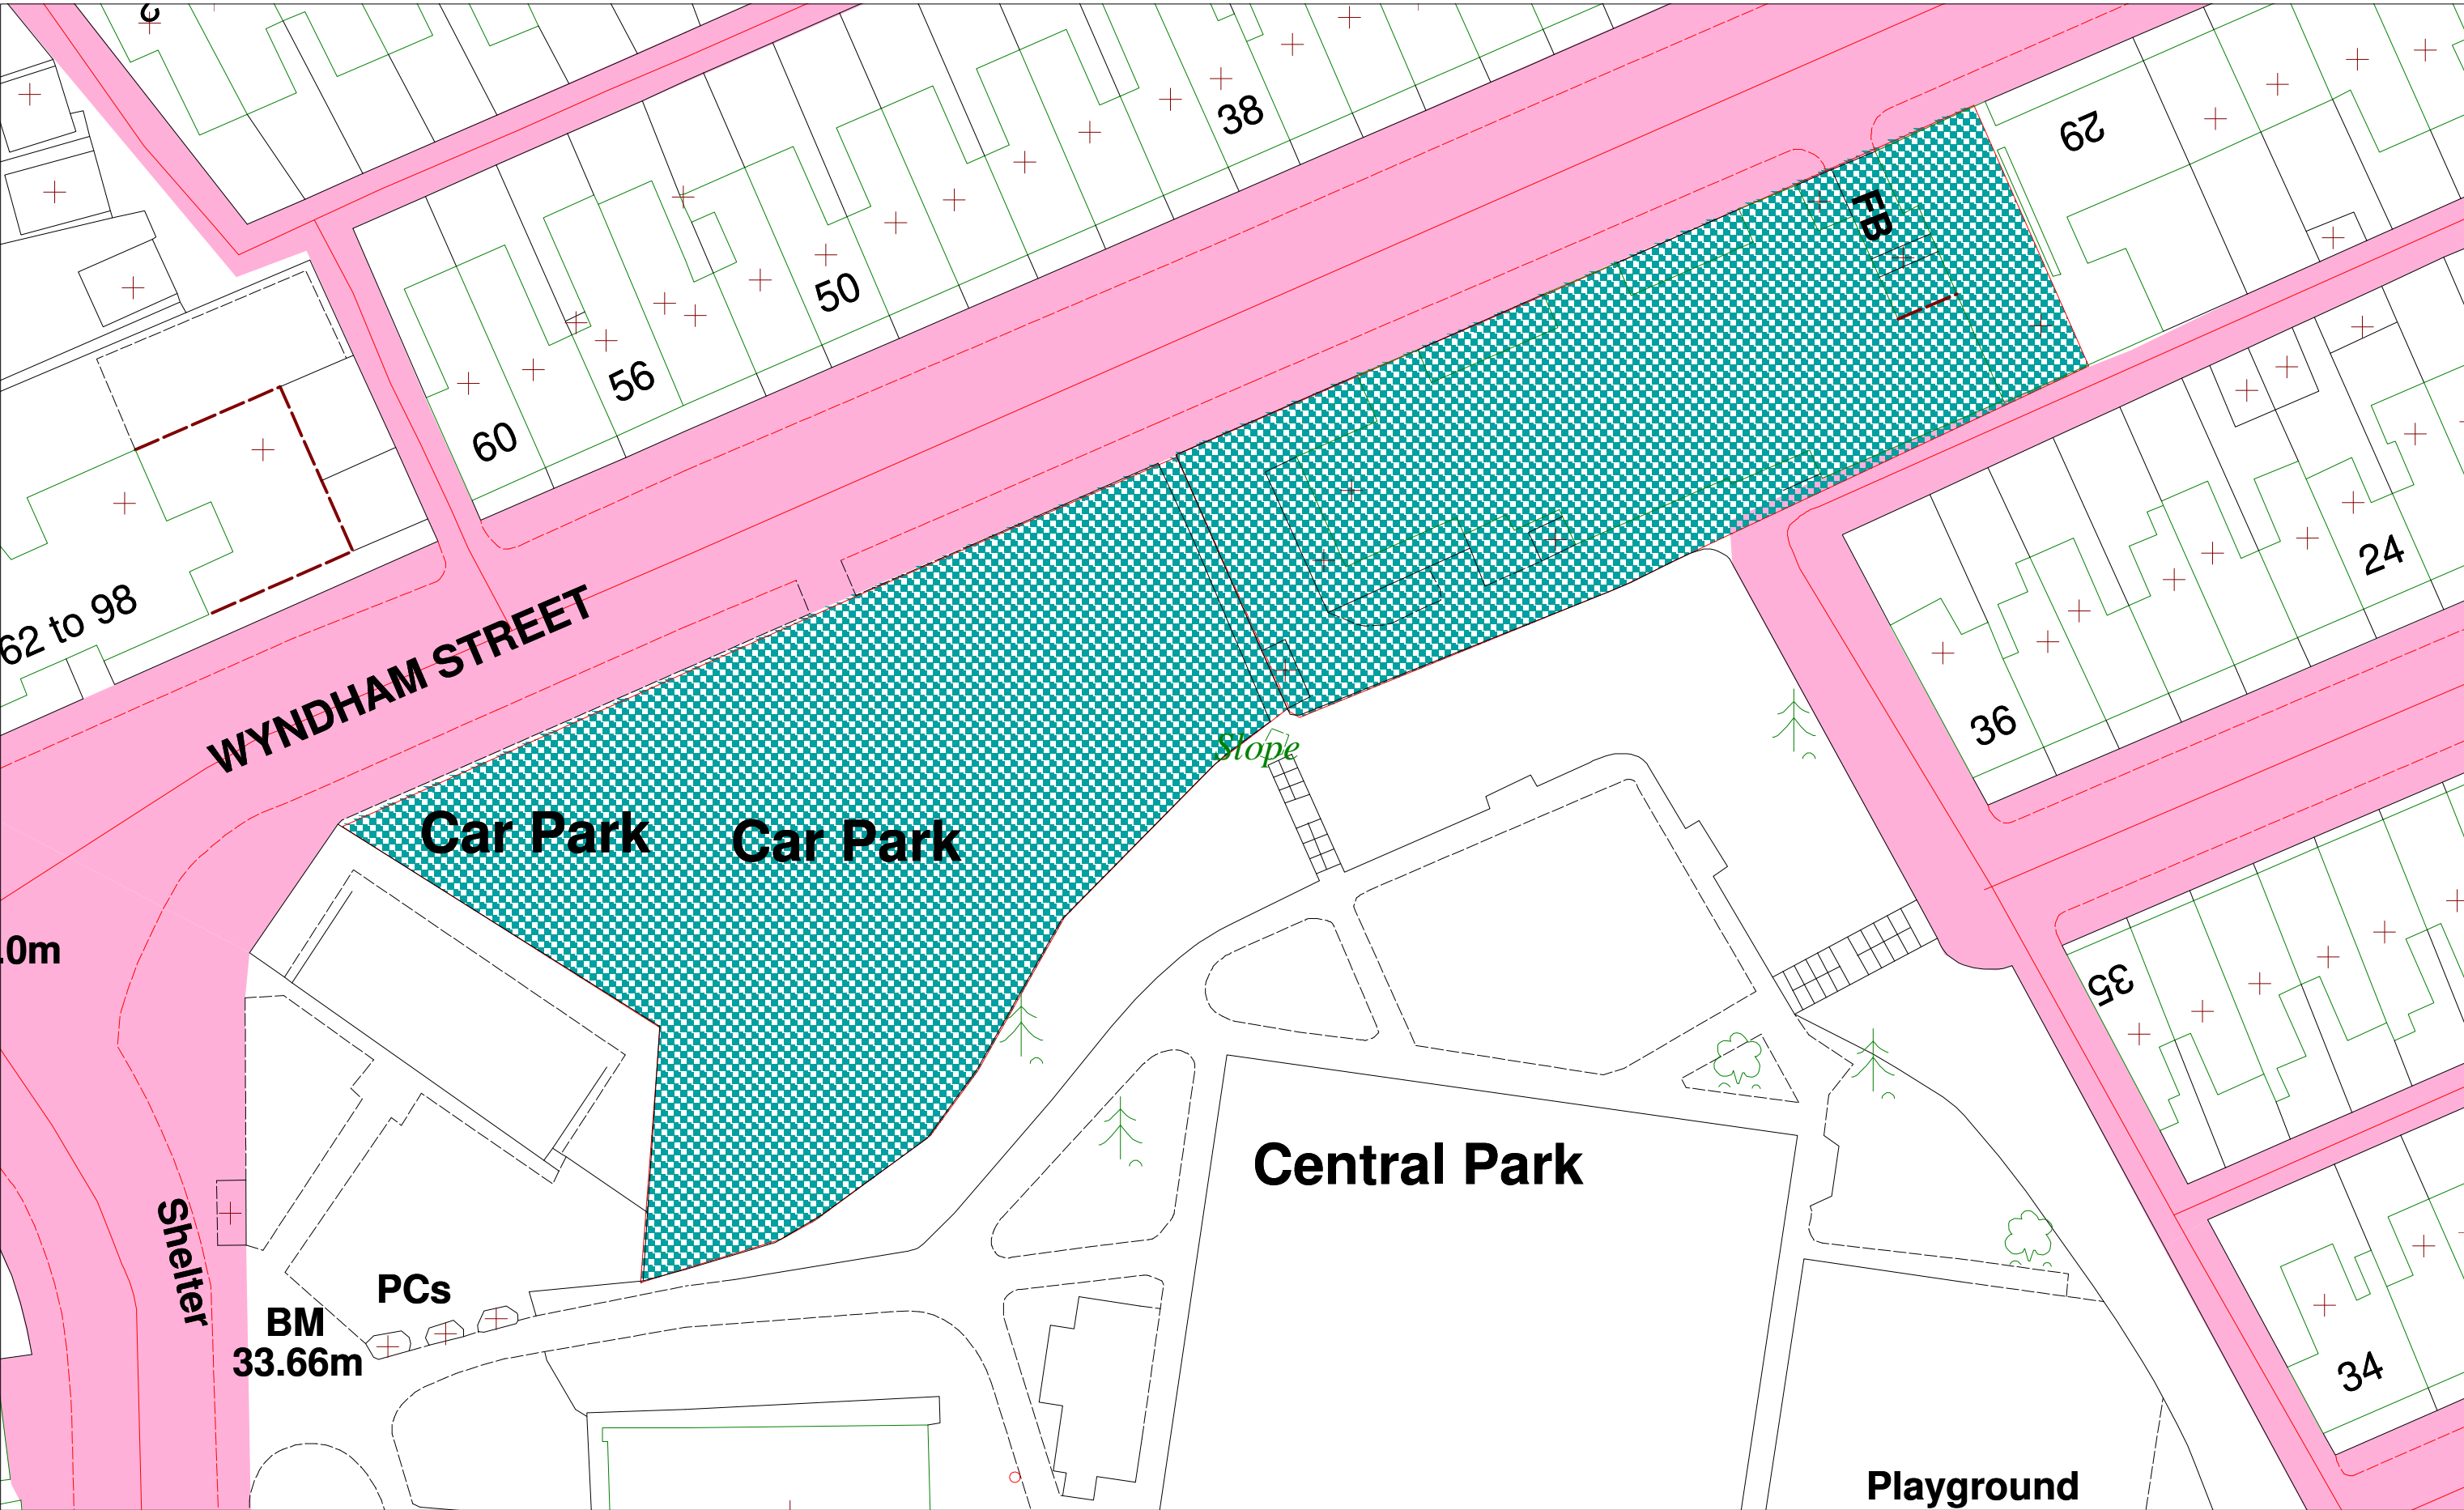 38
29
FB
50
56
60
24
62 to 98
WYNDHAM STREET
36
Slope
Car Park
Car Park
.0m
35
Central Park
Shelter
PCs
BM
33.66m
34
Playground